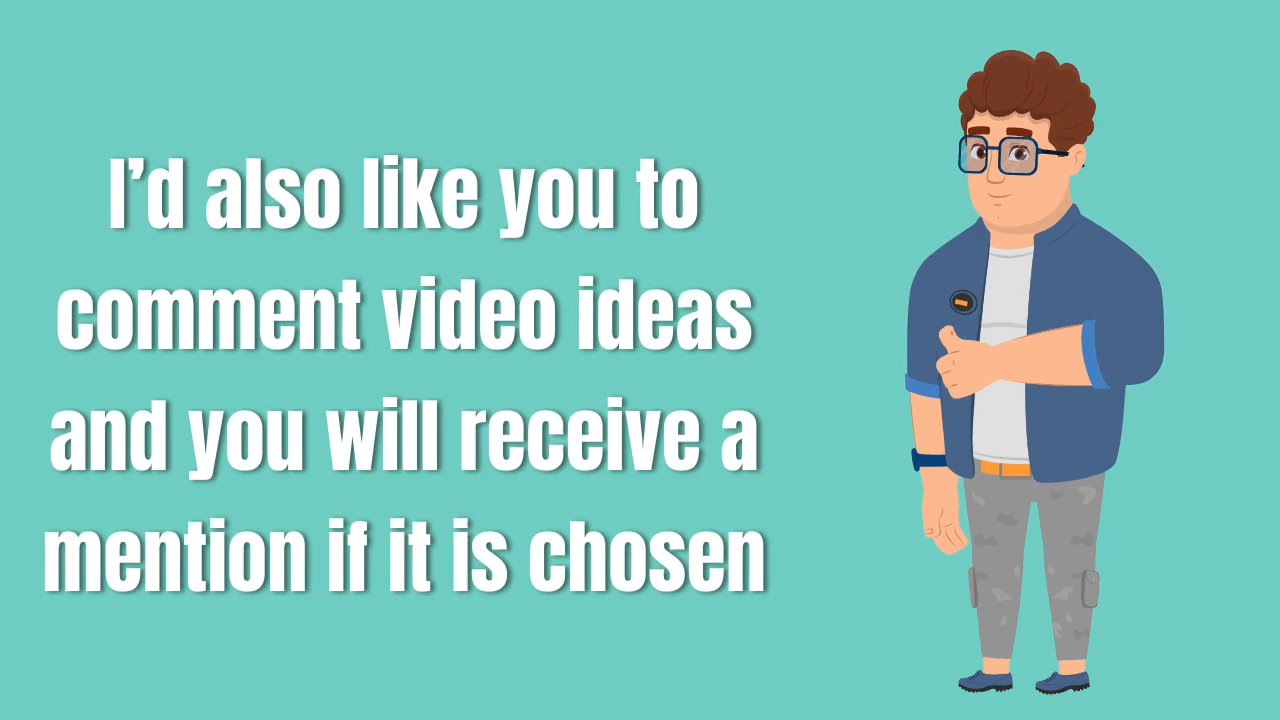 I’d also like you to
comment video ideas
and you will receive a
mention if it is chosen